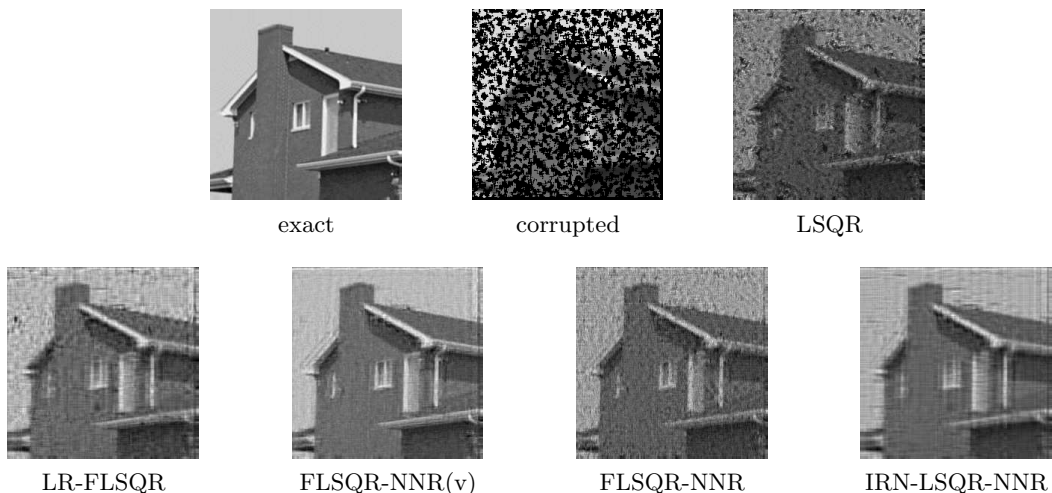 exact
corrupted
LSQR
LR-FLSQR
FLSQR-NNR(v)
FLSQR-NNR
IRN-LSQR-NNR